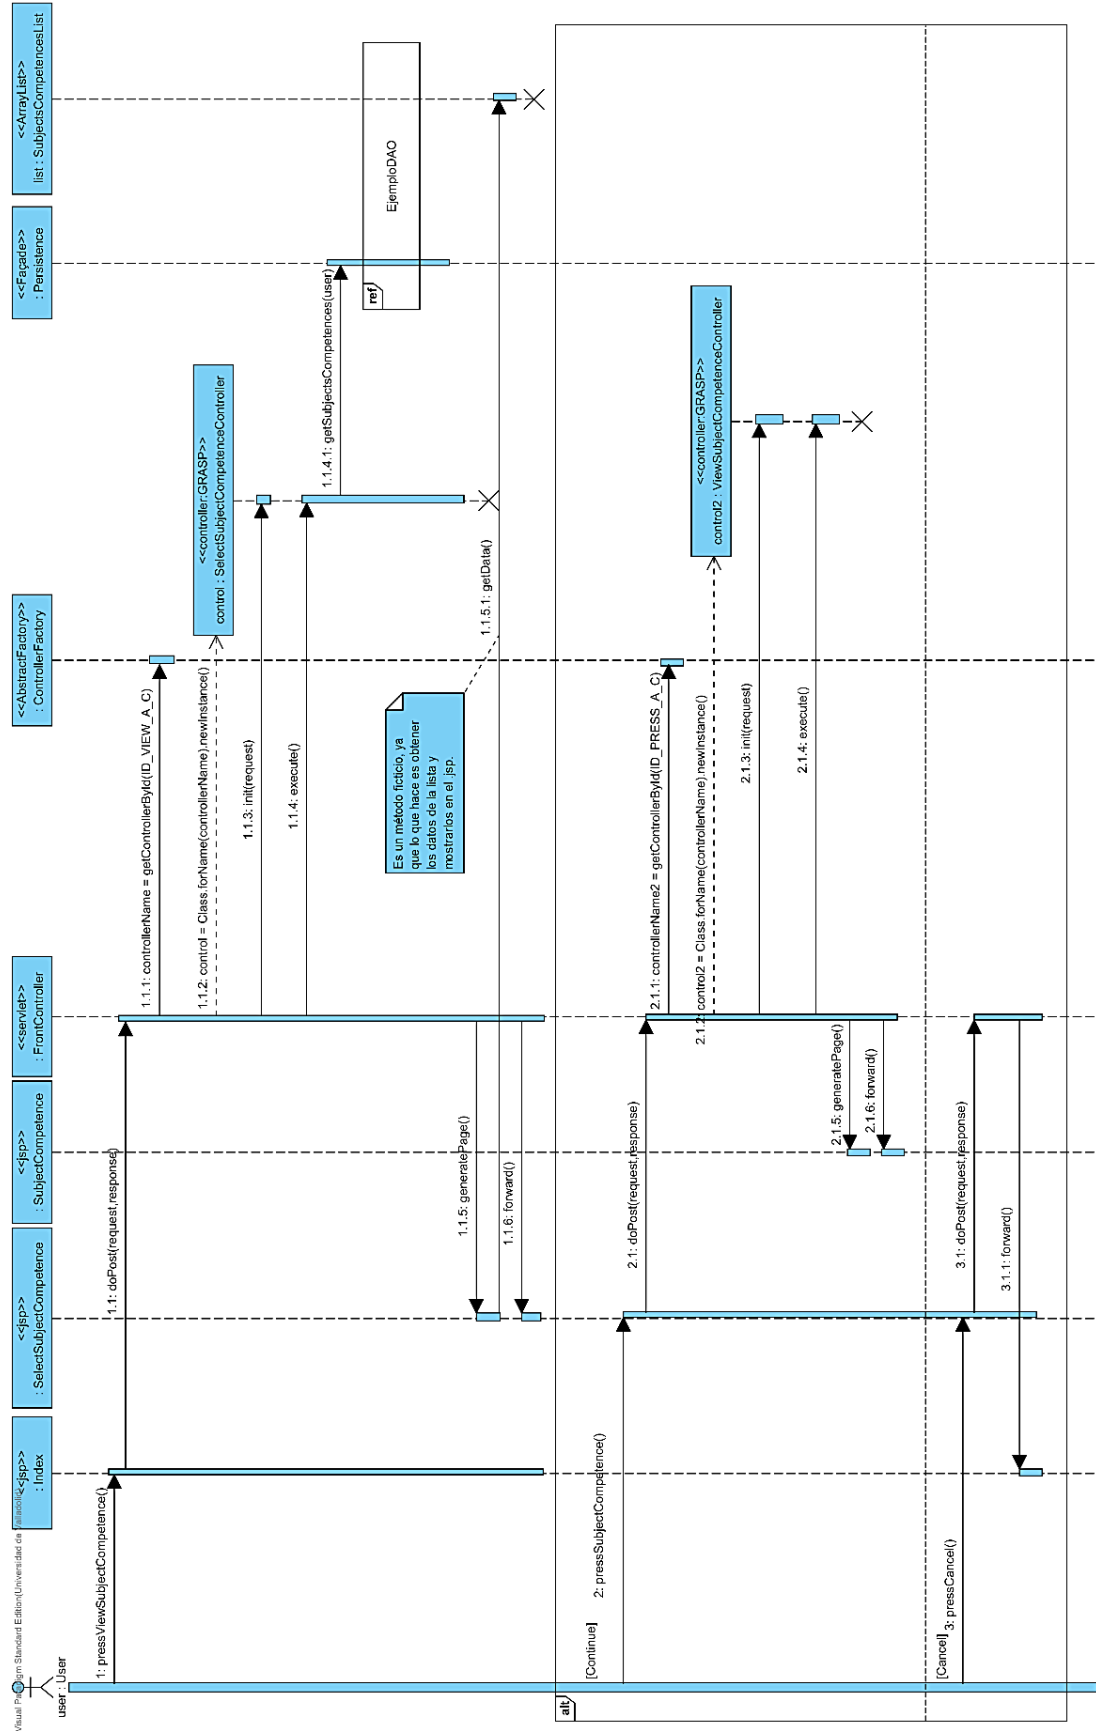 Visual Paradigm Standard Edition(Universidad de Valladolid)
user : User
<<jsp>>
: Index
<<jsp>>
: SelectSubjectCompetence
<<jsp>>
: SubjectCompetence
<<servlet>>
: FrontController
<<AbstractFactory>>
: ControllerFactory
<<Façade>>
: Persistence
<<ArrayList>>
list : SubjectsCompetencesList
1: pressViewSubjectCompetence()
1.1: doPost(request,response)
1.1.1: controllerName = getControllerById(ID_VIEW_A_C)
1.1.2: control = Class.forName(controllerName).newInstance()
<<controller:GRASP>>
control : SelectSubjectCompetenceController
1.1.3: init(request)
1.1.4: execute()
1.1.4.1: getSubjectsCompetences(user)
ref
EjemploDAO
Es un método ficticio, ya
que lo que hace es obtener
los datos de la lista y
mostrarlos en el .jsp.
1.1.5: generatePage()
1.1.5.1: getData()
1.1.6: forward()
alt
[Continue]
2: pressSubjectCompetence()
2.1: doPost(request,response)
2.1.1: controllerName2 = getControllerById(ID_PRESS_A_C)
2.1.2: control2 = Class.forName(controllerName).newInstance()
<<controller:GRASP>>
control2 : ViewSubjectCompetenceController
2.1.3: init(request)
2.1.4: execute()
2.1.5: generatePage()
2.1.6: forward()
[Cancel]
3: pressCancel()
3.1: doPost(request,response)
3.1.1: forward()